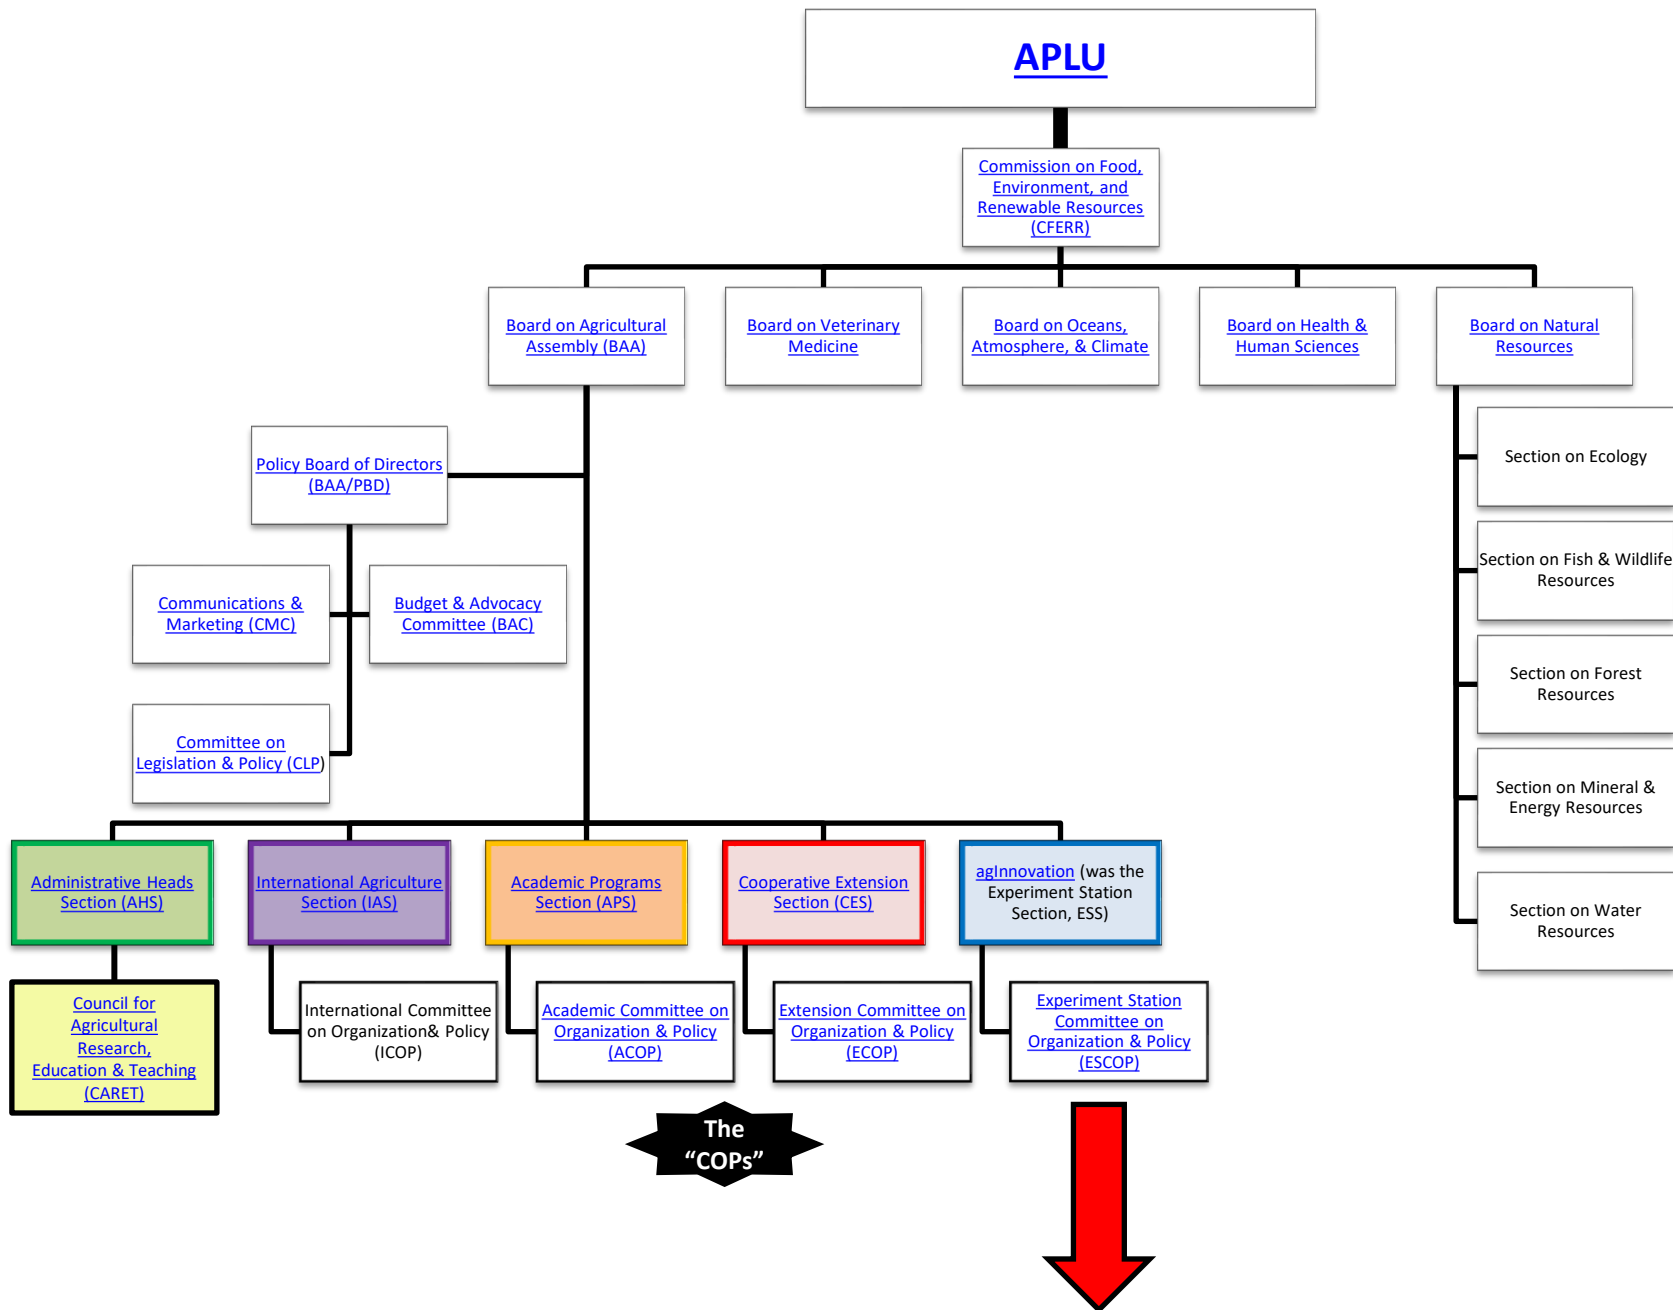 APLU
Commission on Food,
Environment, and
Renewable Resources
(CFERR)
Board on Agricultural
Assembly (BAA)
Board on Veterinary
Medicine
Board on Oceans,
Atmosphere, & Climate
Board on Health &
Human Sciences
Board on Natural
Resources
Policy Board of Directors
(BAA/PBD)
Section on Ecology
Section on Fish & Wildlife
Resources
Communications &
Marketing (CMC)
Budget & Advocacy
Committee (BAC)
Section on Forest
Resources
Committee on
Legislation & Policy (CLP)
Section on Mineral &
Energy Resources
Administrative Heads
Section (AHS)
International Agriculture
Section (IAS)
Academic Programs
Section (APS)
Cooperative Extension
Section (CES)
agInnovation (was the
Experiment Station
Section, ESS)
Section on Water
Resources
Council for
Agricultural
Research,
Education & Teaching
(CARET)
International Committee
on Organization& Policy
(ICOP)
Academic Committee on
Organization & Policy
(ACOP)
Extension Committee on
Organization & Policy
(ECOP)
Experiment Station
Committee on
Organization & Policy
(ESCOP)
The
“COPs”